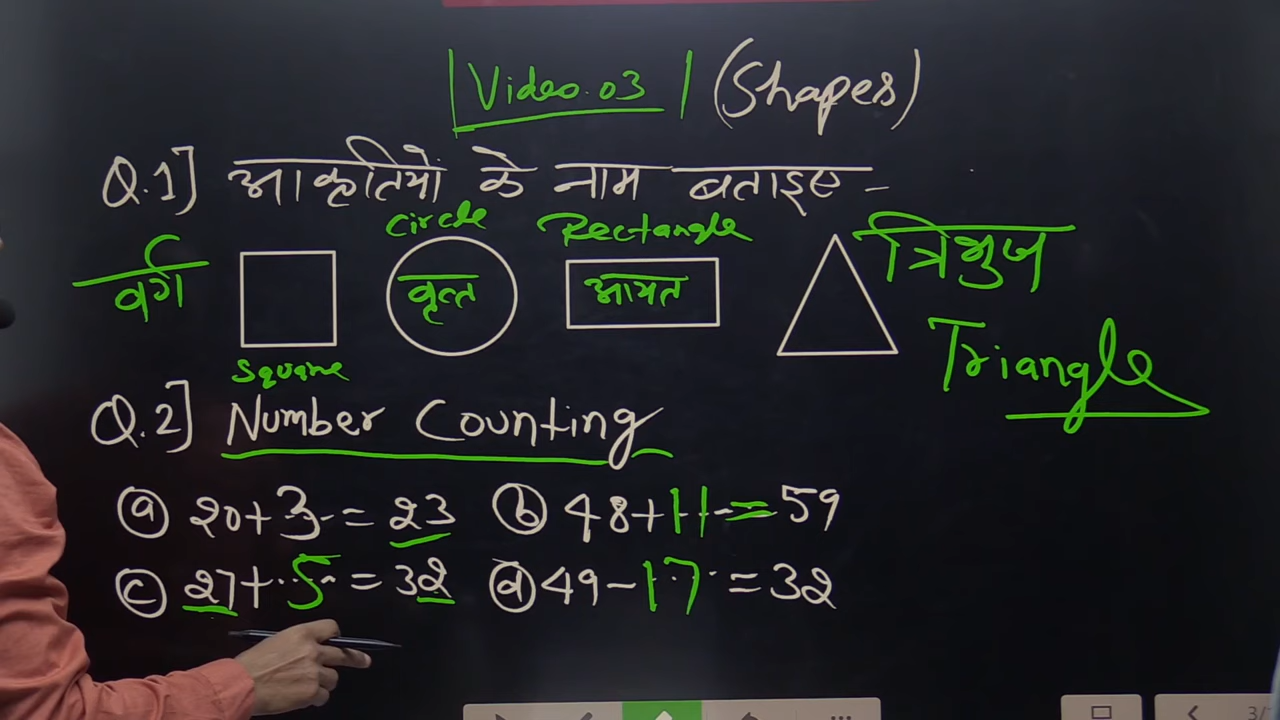 Video.03 (Shapes)
Q.1] आकृतियों के नाम बताइए -
Circle Rectangle
वर्ग वृत्त आयत त्रिभुज
Square Triangle
Q.2] Number Counting
(a) 20+3 = 23 (b) 48+11 = 59
(c) 27+5 = 32 (d) 49-17 = 32
3/